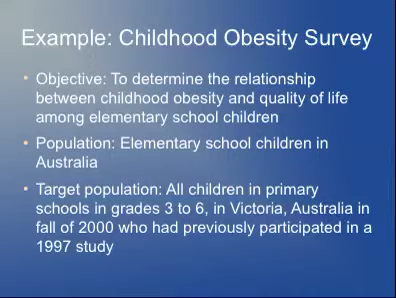 Example: Childhood Obesity Survey
• Objective: To determine the relationship
between childhood obesity and quality of life
among elementary school children
• Population: Elementary school children in
Australia
• Target population: All children in primary
schools in grades 3 to 6, in Victoria, Australia in
fall of 2000 who had previously participated in a
1997 study